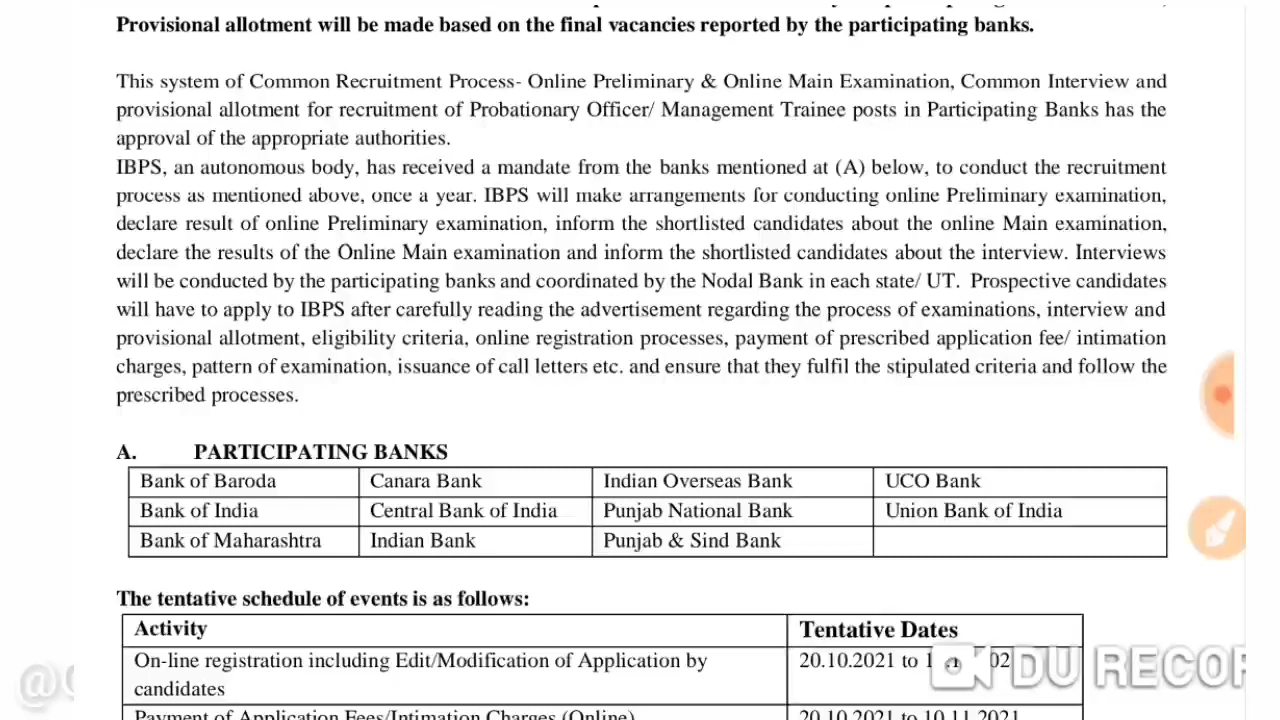 Provisional allotment will be made based on the final vacancies reported by the participating banks.
This system of Common Recruitment Process- Online Preliminary & Online Main Examination, Common Interview and
provisional allotment for recruitment of Probationary Officer/ Management Trainee posts in Participating Banks has the
approval of the appropriate authorities.
IBPS, an autonomous body, has received a mandate from the banks mentioned at (A) below, to conduct the recruitment
process as mentioned above, once a year. IBPS will make arrangements for conducting online Preliminary examination,
declare result of online Preliminary examination, inform the shortlisted candidates about the online Main examination,
declare the results of the Online Main examination and inform the shortlisted candidates about the interview. Interviews
will be conducted by the participating banks and coordinated by the Nodal Bank in each state/ UT. Prospective candidates
will have to apply to IBPS after carefully reading the advertisement regarding the process of examinations, interview and
provisional allotment, eligibility criteria, online registration processes, payment of prescribed application fee/ intimation
charges, pattern of examination, issuance of call letters etc. and ensure that they fulfil the stipulated criteria and follow the
prescribed processes.
A. PARTICIPATING BANKS
Bank of Baroda Canara Bank Indian Overseas Bank UCO Bank
Bank of India Central Bank of India Punjab National Bank Union Bank of India
Bank of Maharashtra Indian Bank Punjab & Sind Bank
The tentative schedule of events is as follows:
Activity Tentative Dates
On-line registration including Edit/Modification of Application by 20.10.2021 to
candidates
DU RECOR
Payment of Application Fees/Intimation Charges (Online) 20.10.2021 to 10.11.2021